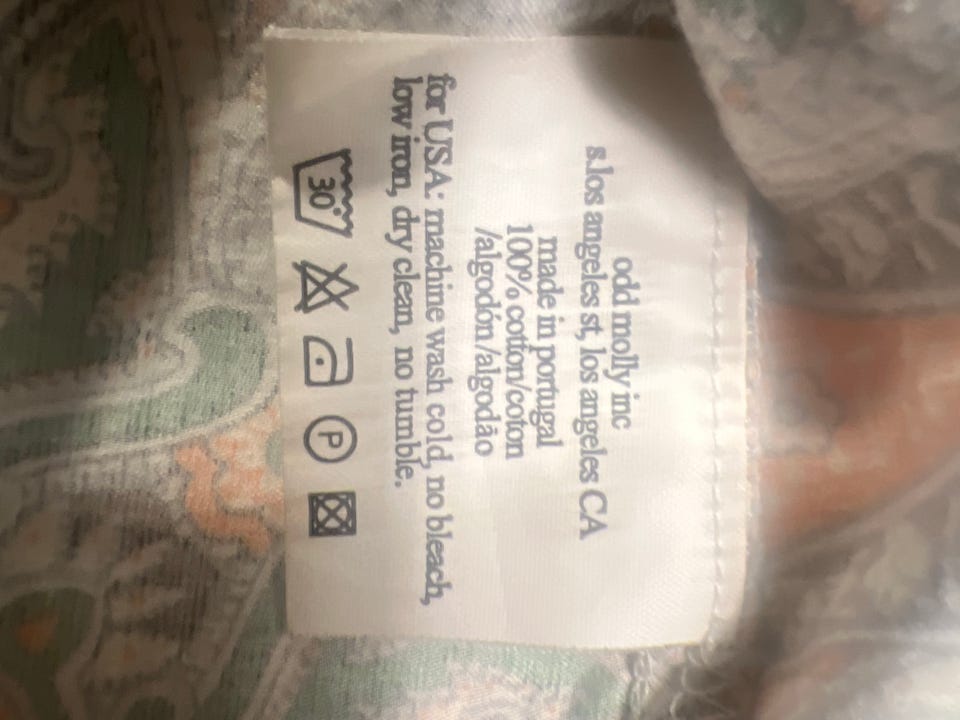 odd molly inc
s.los angeles st, los angeles CA
made in portugal
100% cotton/coton
/algodón/algodão
for USA: machine wash cold, no bleach,
low iron, dry clean, no tumble.
30° P